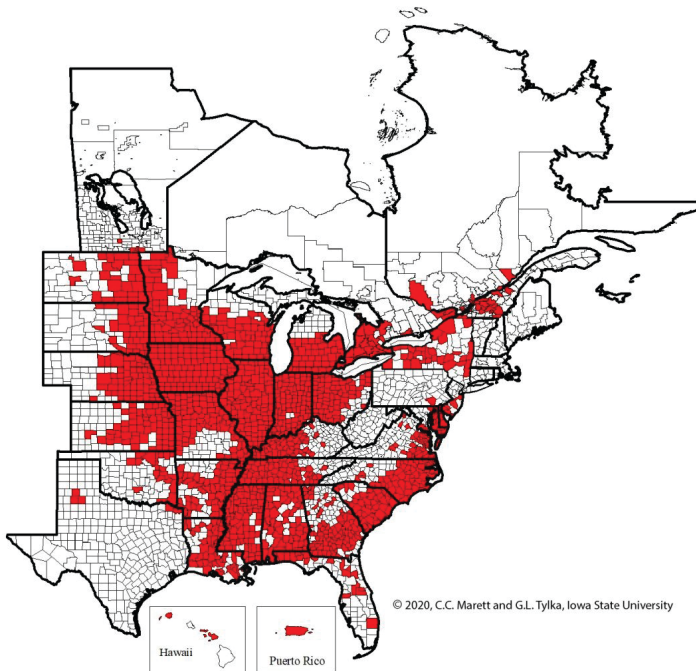 © 2020, C.C. Marett and G.L. Tylka, Iowa State University
Hawaii
Puerto Rico